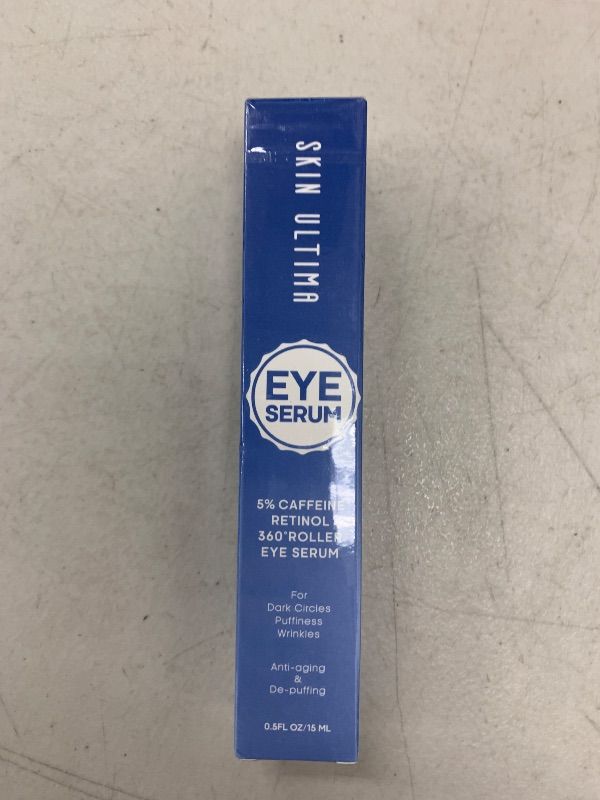 SKIN ULTIMA
EYE
SERUM
5% CAFFEINE
RETINOL
360°ROLLER
EYE SERUM
For
Dark Circles
Puffiness
Wrinkles
Anti-aging
&
De-puffing
0.5FL OZ/15 ML